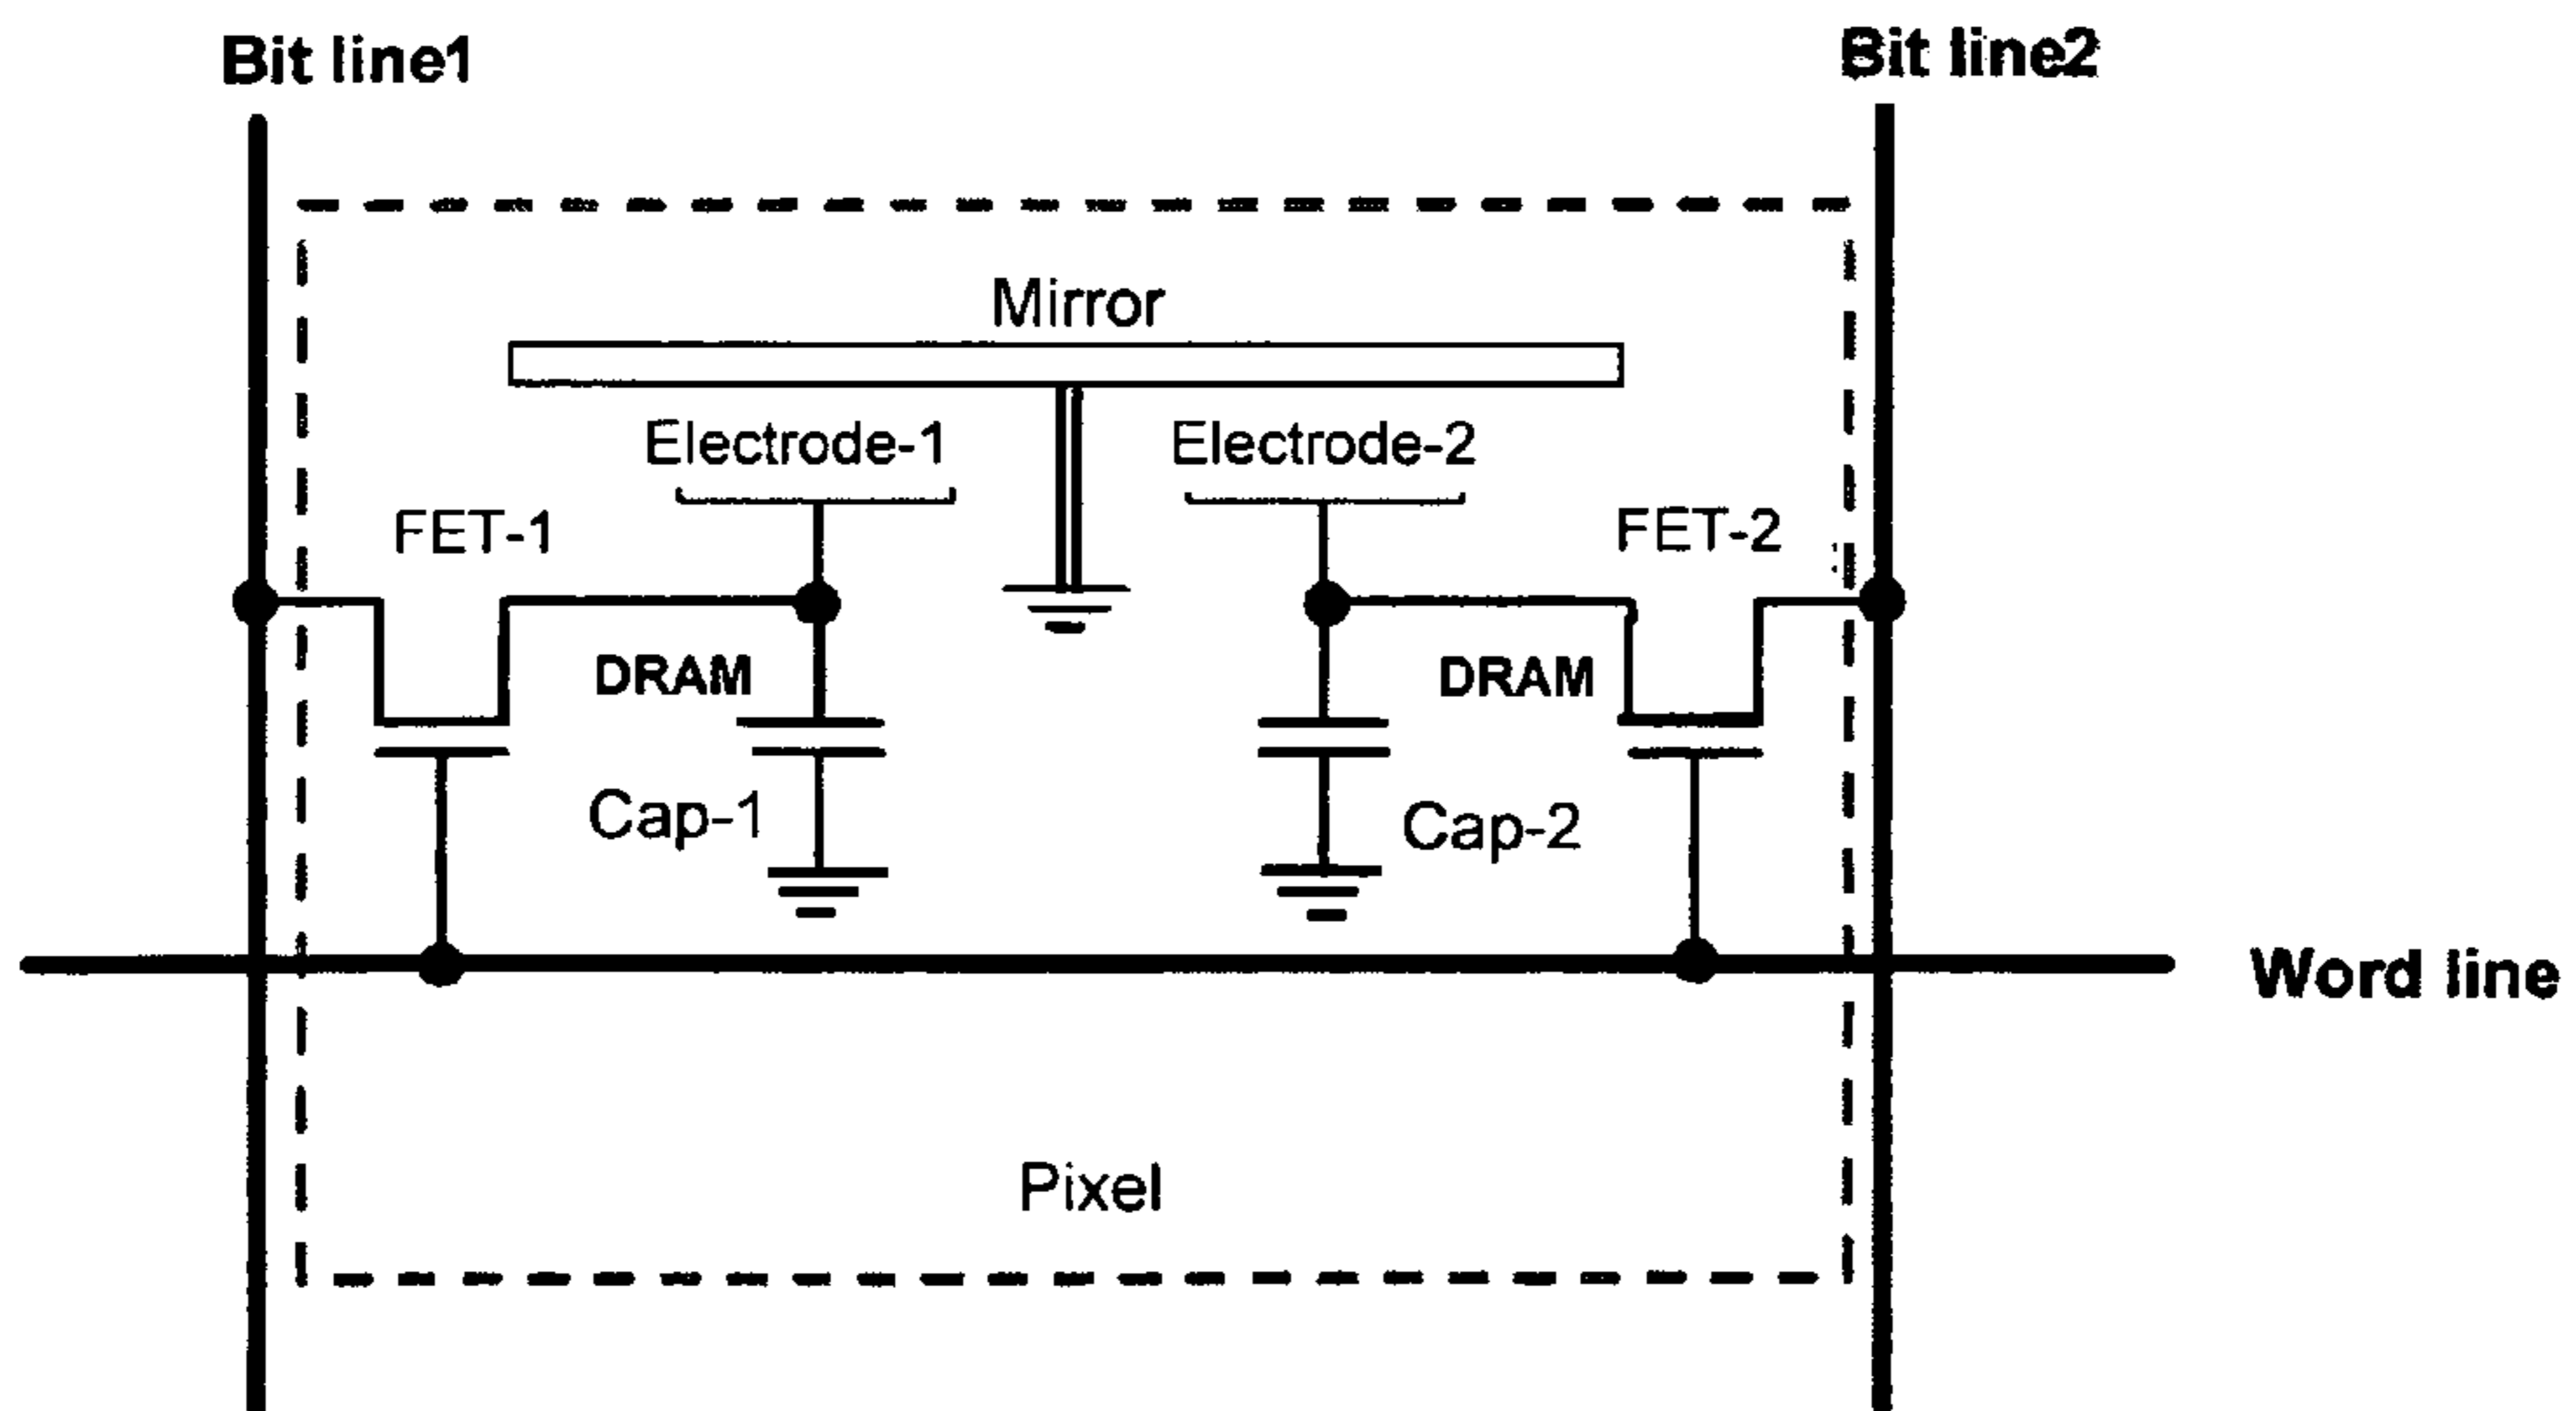 Bit line1
Bit line2
Mirror
Electrode-1
Electrode-2
FET-1
FET-2
DRAM
DRAM
Cap-1
Cap-2
Word line
Pixel